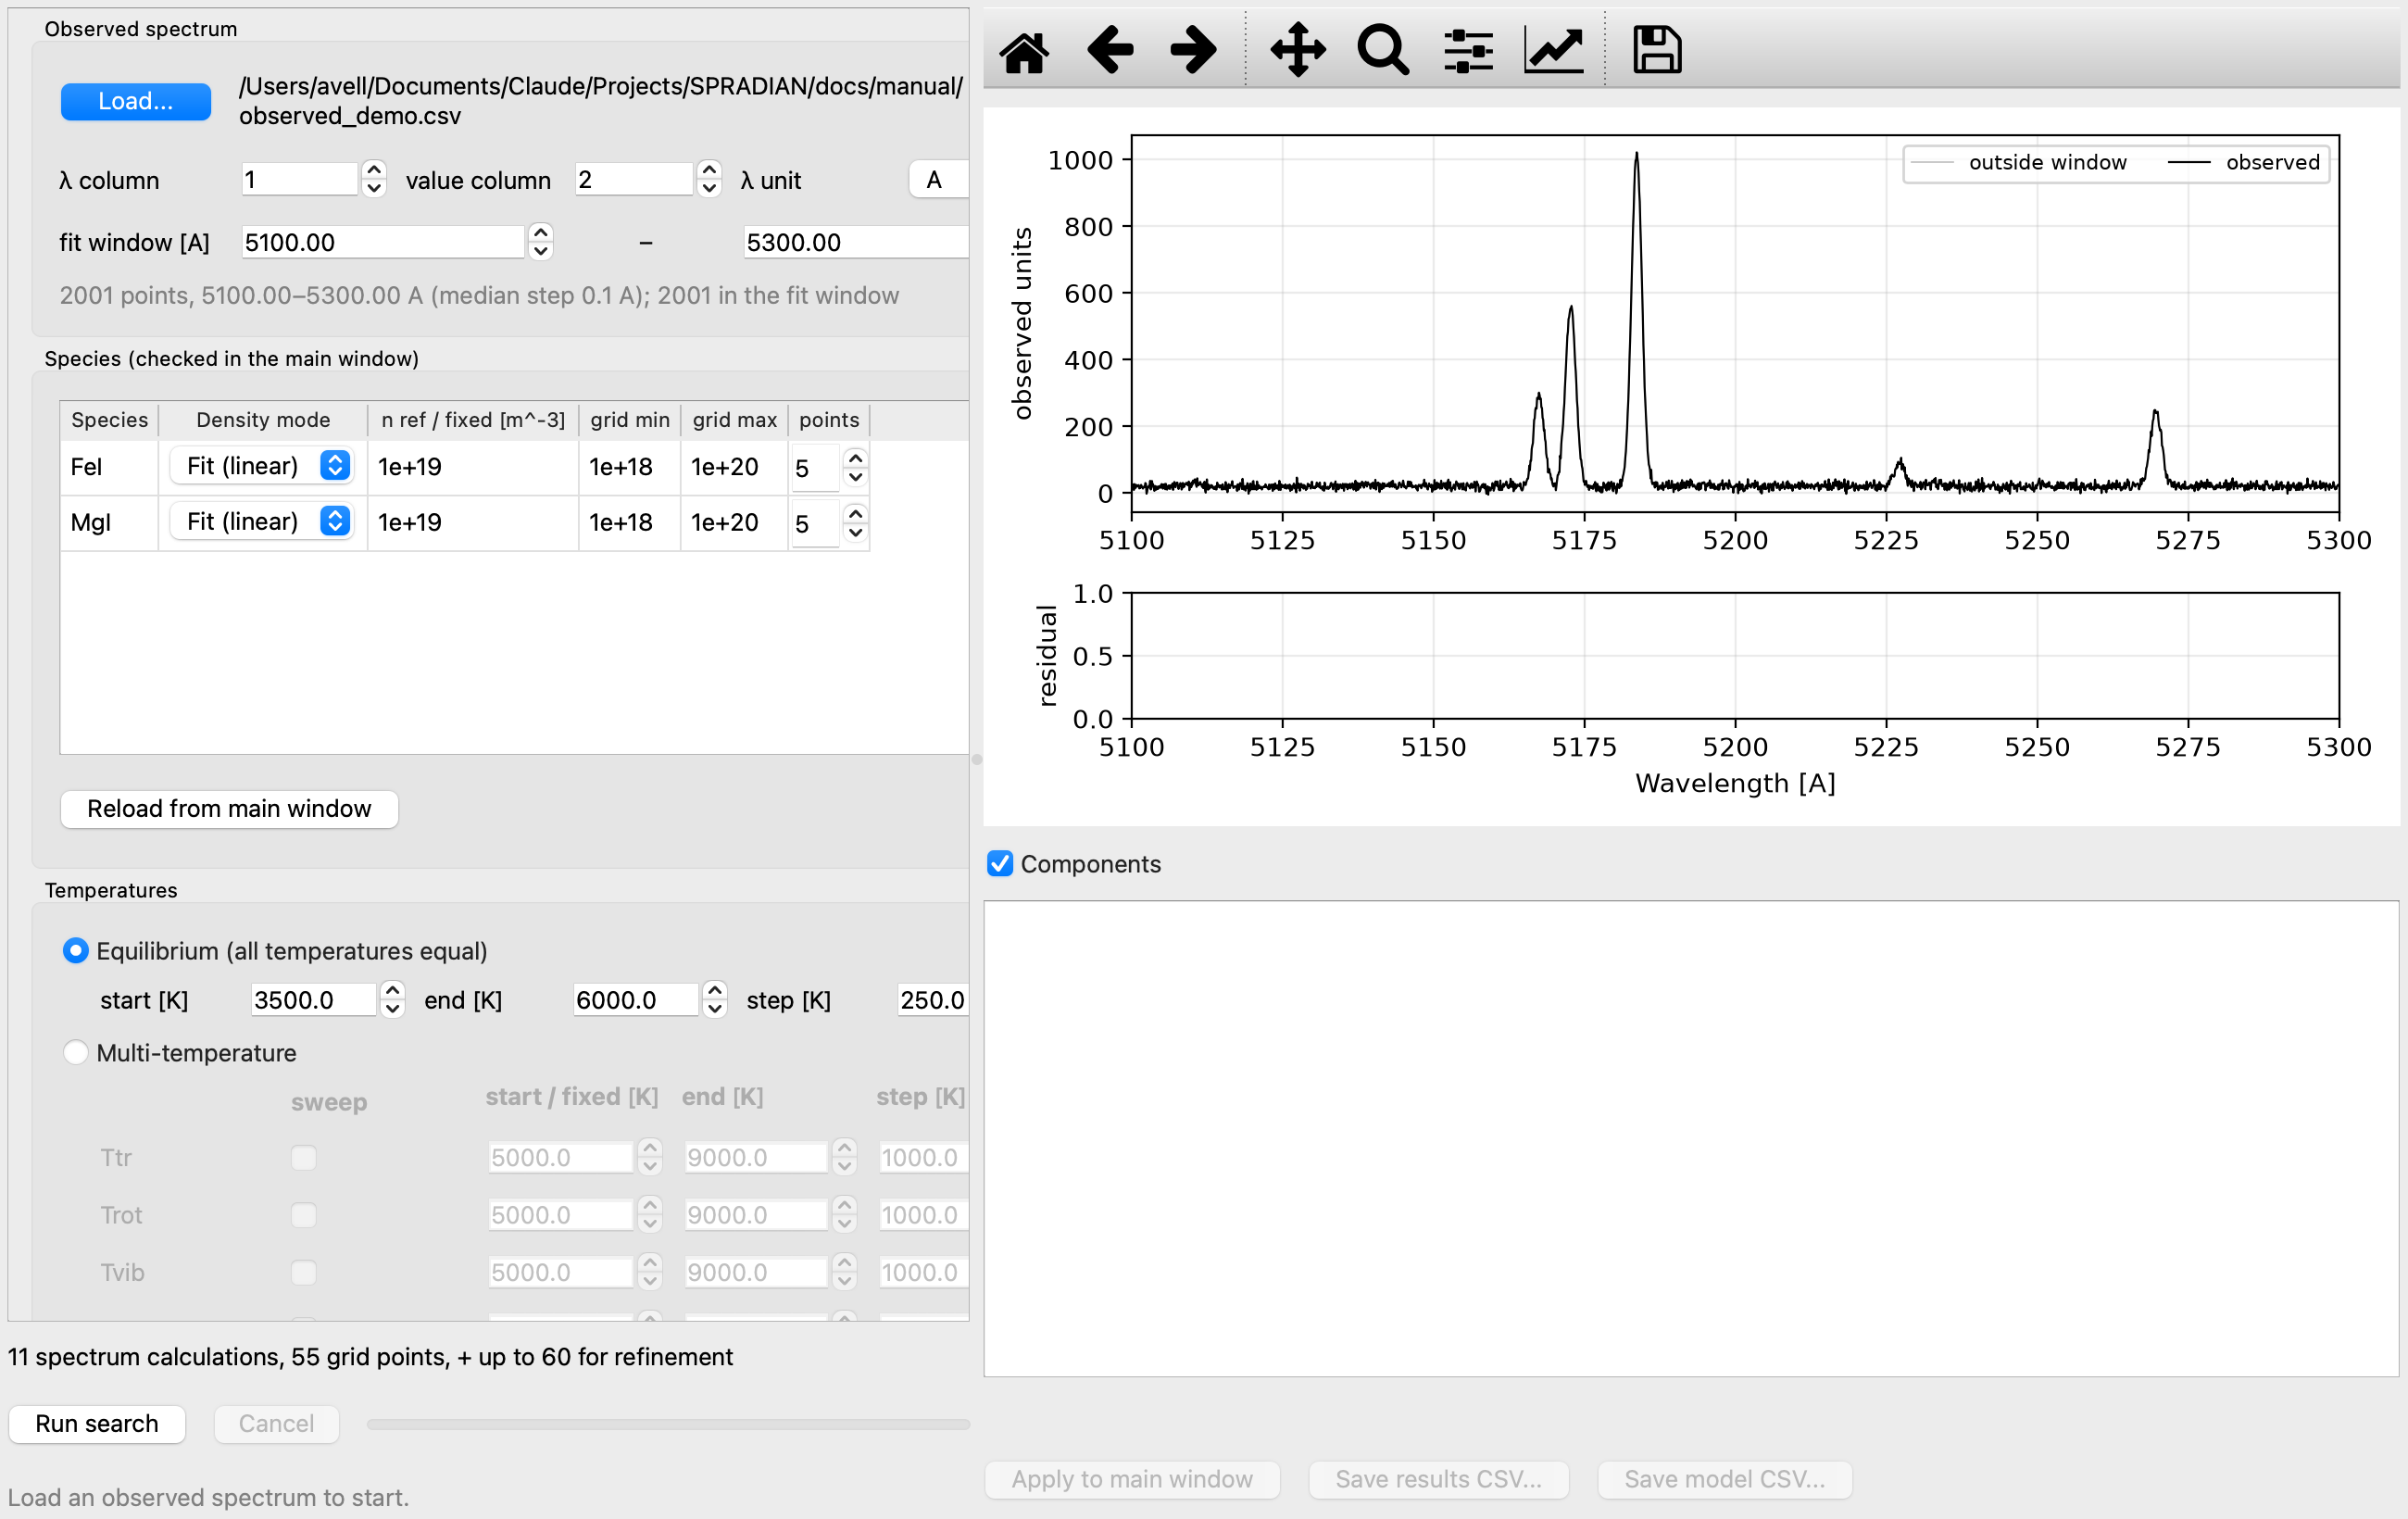 Observed spectrum
Load...
/Users/avell/Documents/Claude/Projects/SPRADIAN/docs/manual/
observed_demo.csv
λ column 1 value column 2 λ unit A
fit window [A] 5100.00 – 5300.00
2001 points, 5100.00–5300.00 A (median step 0.1 A); 2001 in the fit window
Species (checked in the main window)
Species Density mode n ref / fixed [m^-3] grid min grid max points
FeI Fit (linear) 1e+19 1e+18 1e+20 5
MgI Fit (linear) 1e+19 1e+18 1e+20 5
Reload from main window
Temperatures
Equilibrium (all temperatures equal)
start [K] 3500.0 end [K] 6000.0 step [K] 250.0
Multi-temperature
sweep start / fixed [K] end [K] step [K]
Ttr 5000.0 9000.0 1000.0
Trot 5000.0 9000.0 1000.0
Tvib 5000.0 9000.0 1000.0
11 spectrum calculations, 55 grid points, + up to 60 for refinement
Run search Cancel
Load an observed spectrum to start.
outside window observed
observed units
1000
800
600
400
200
0
5100 5125 5150 5175 5200 5225 5250 5275 5300
residual
1.0
0.5
0.0
5100 5125 5150 5175 5200 5225 5250 5275 5300
Wavelength [A]
Components
Apply to main window Save results CSV... Save model CSV...